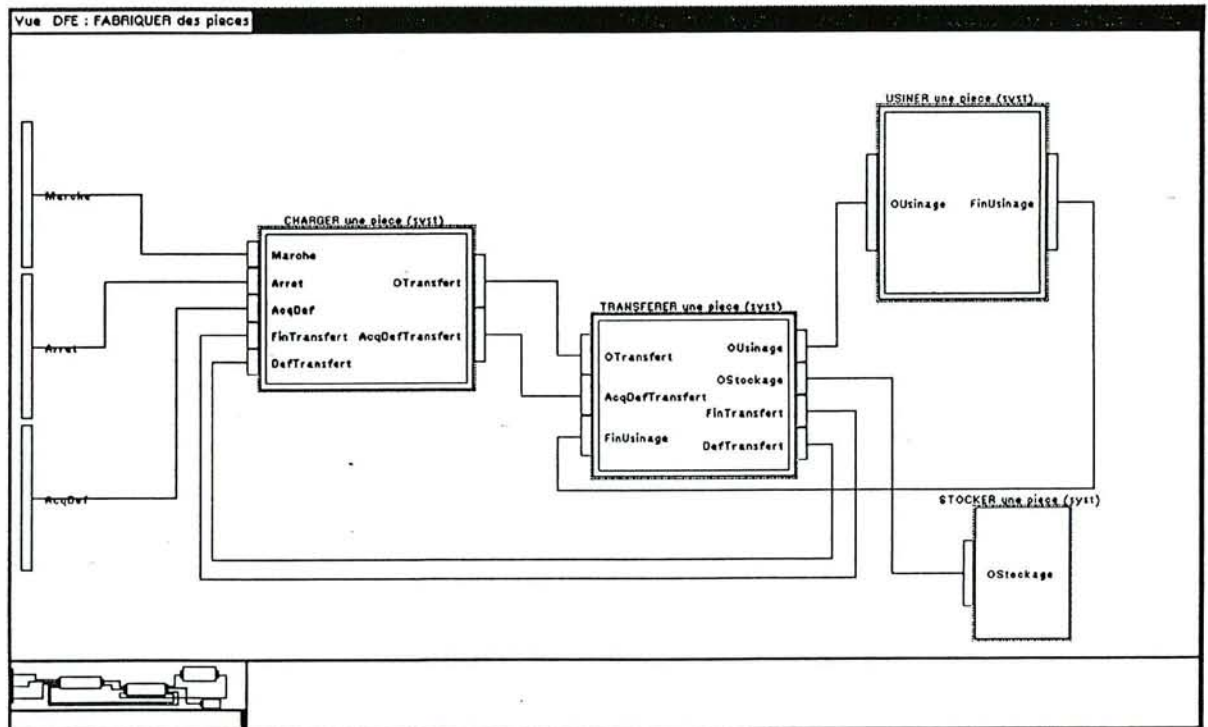 Vue DFE : FABRIQUER des pieces
Marche
Arret
AcqDef
CHARGER une piece (syst)
Marche
Arret
OTransfert
AcqDef
FinTransfert AcqDefTransfert
DefTransfert
TRANSFERER une piece (syst)
OTransfert
OUsinage
OStockage
AcqDefTransfert
FinTransfert
FinUsinage
DefTransfert
USINER une piece (syst)
OUsinage FinUsinage
STOCKER une piece (syst)
OStockage